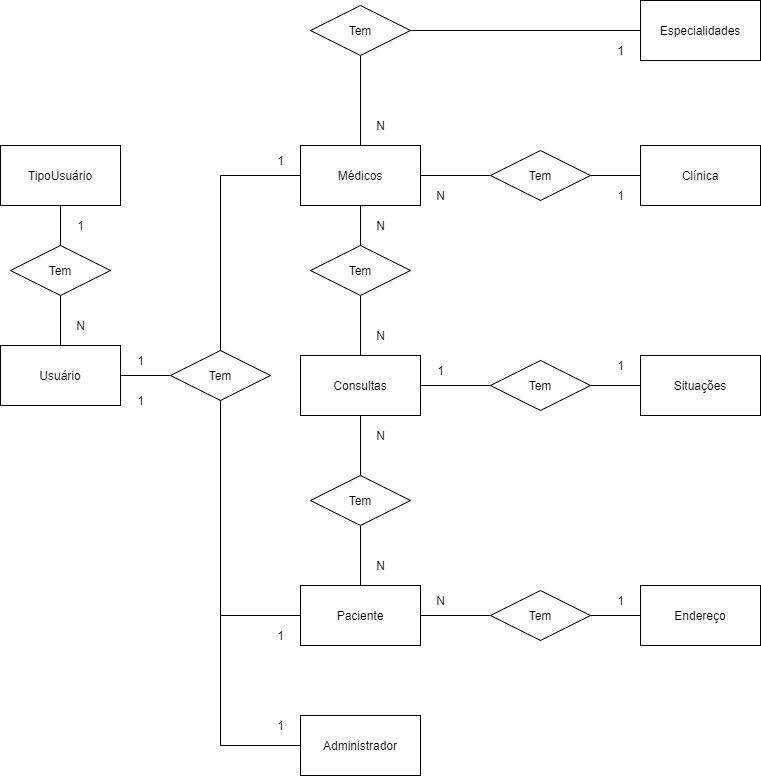 Tem
Especialidades
1
N
1
TipoUsuário
Médicos
Tem
Clínica
N
1
1
N
Tem
Tem
N
N
Usuário
1
Tem
1
Consultas
1
Tem
1
Situações
N
Tem
N
Paciente
N
Tem
1
Endereço
1
1
Administrador